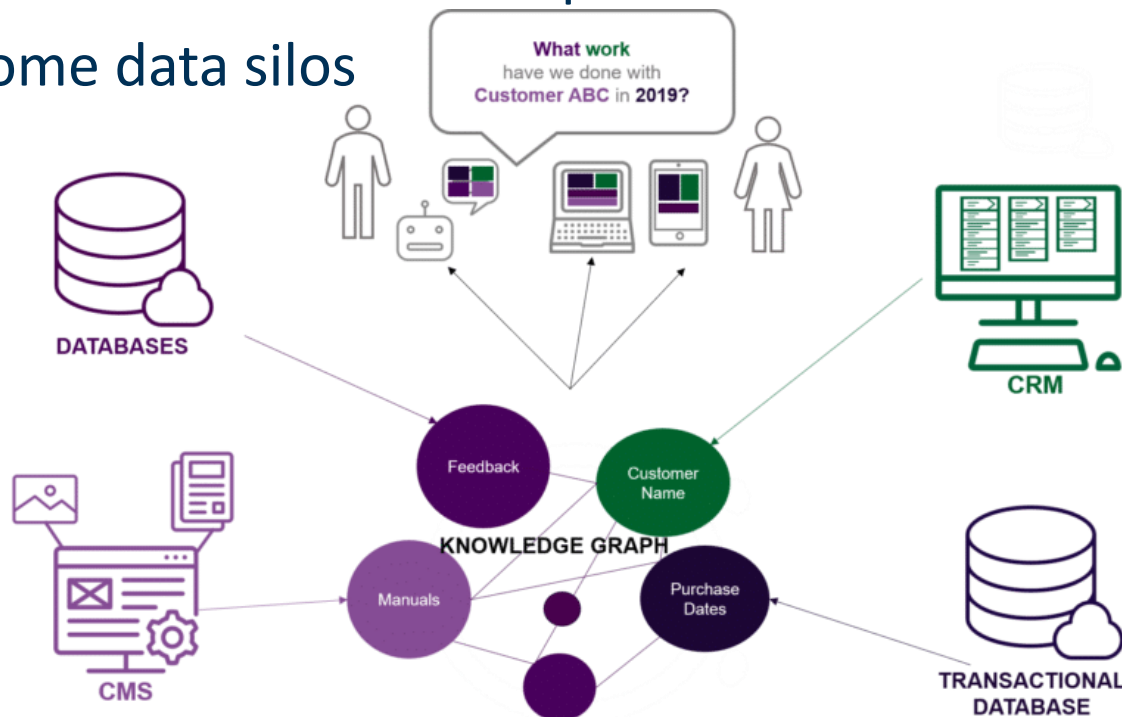 ome data silos
What work
have we done with
Customer ABC in 2019?
DATABASES
CRM
Feedback
Customer
Name
KNOWLEDGE GRAPH
Manuals
Purchase
Dates
CMS
TRANSACTIONAL
DATABASE